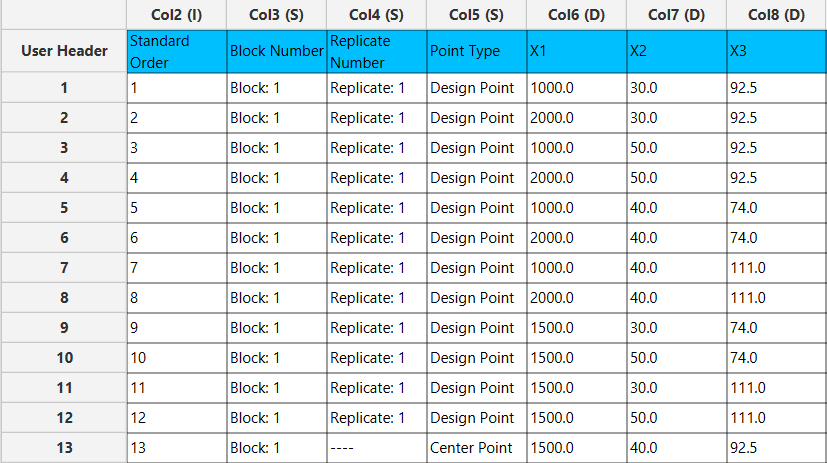 Col2 (I) Col3 (S) Col4 (S) Col5 (S) Col6 (D) Col7 (D) Col8 (D)
User Header Standard Order Block Number Replicate Number Point Type X1 X2 X3
1 1 Block: 1 Replicate: 1 Design Point 1000.0 30.0 92.5
2 2 Block: 1 Replicate: 1 Design Point 2000.0 30.0 92.5
3 3 Block: 1 Replicate: 1 Design Point 1000.0 50.0 92.5
4 4 Block: 1 Replicate: 1 Design Point 2000.0 50.0 92.5
5 5 Block: 1 Replicate: 1 Design Point 1000.0 40.0 74.0
6 6 Block: 1 Replicate: 1 Design Point 2000.0 40.0 74.0
7 7 Block: 1 Replicate: 1 Design Point 1000.0 40.0 111.0
8 8 Block: 1 Replicate: 1 Design Point 2000.0 40.0 111.0
9 9 Block: 1 Replicate: 1 Design Point 1500.0 30.0 74.0
10 10 Block: 1 Replicate: 1 Design Point 1500.0 50.0 74.0
11 11 Block: 1 Replicate: 1 Design Point 1500.0 30.0 111.0
12 12 Block: 1 Replicate: 1 Design Point 1500.0 50.0 111.0
13 13 Block: 1 ---- Center Point 1500.0 40.0 92.5